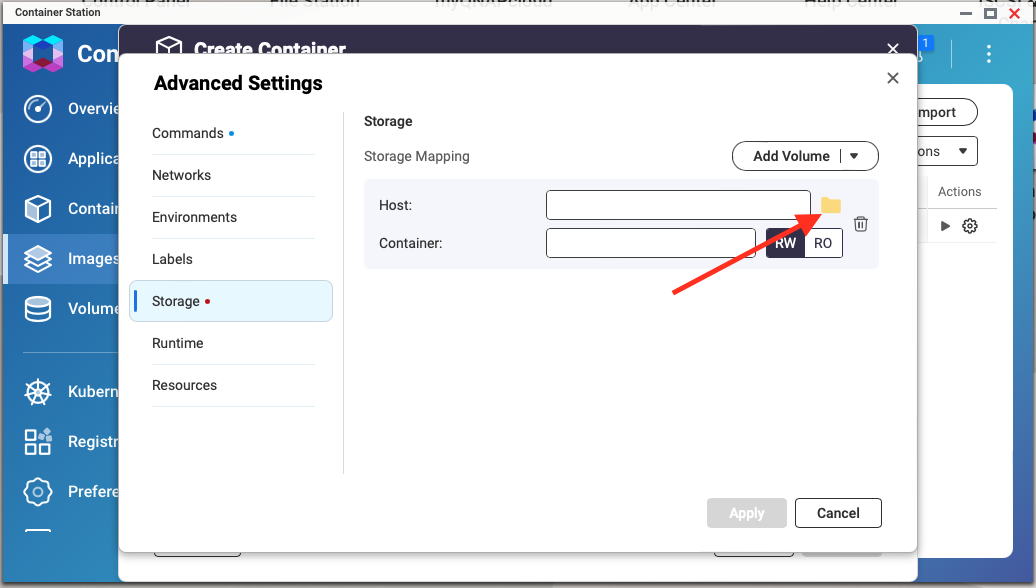 Container Station
Create Container
1
Con
Advanced Settings
Overvie
Commands
Storage
mport
Storage Mapping
Add Volume
ons
Applica
Networks
Actions
Host:
Contain
Environments
Container:
RW
RO
Images
Labels
Volume
Storage
Runtime
Kubern
Resources
Registr
Prefere
Apply
Cancel